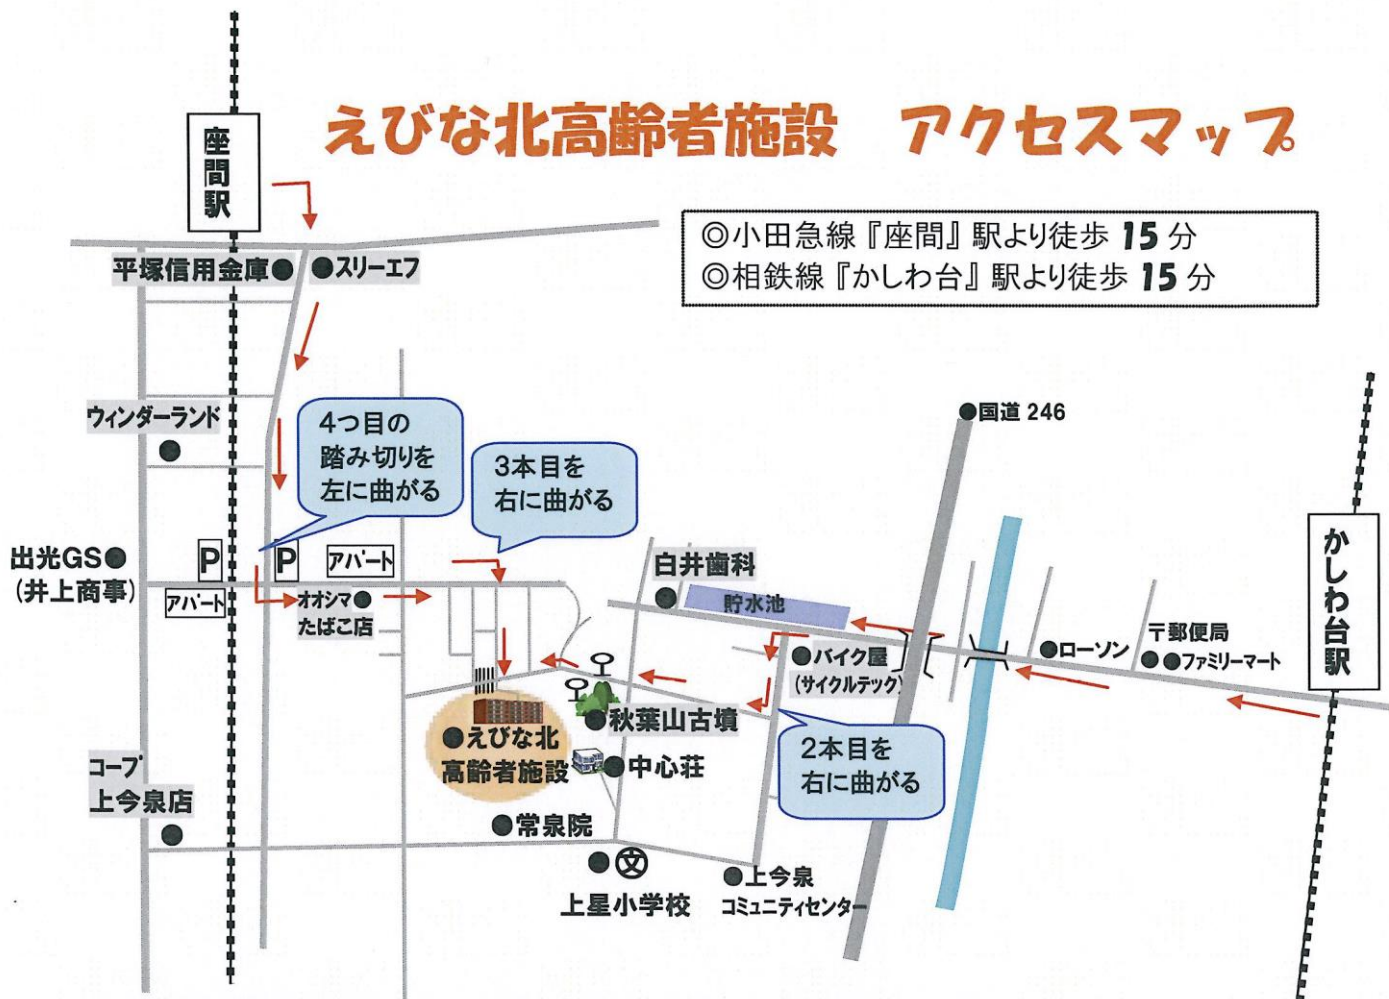 えびな北高齢者施設　アクセスマップ
座間駅
◎小田急線『座間』駅より徒歩 15 分
◎相鉄線『かしわ台』駅より徒歩 15 分
平塚信用金庫●
●スリーエフ
ウィンダーランド
4つ目の
踏み切りを
左に曲がる
3本目を
右に曲がる
●国道 246
かしわ台駅
出光GS●
(井上商事)
P
P
アパート
アパート
オオシマ●
たばこ店
白井歯科
貯水池
●バイク屋
(サイクルテック)
●ローソン
〒郵便局
●●ファミリーマート
●えびな北
高齢者施設
●秋葉山古墳
●中心荘
2本目を
右に曲がる
コープ
上今泉店
●常泉院
●文
上星小学校
●上今泉
コミュニティセンター